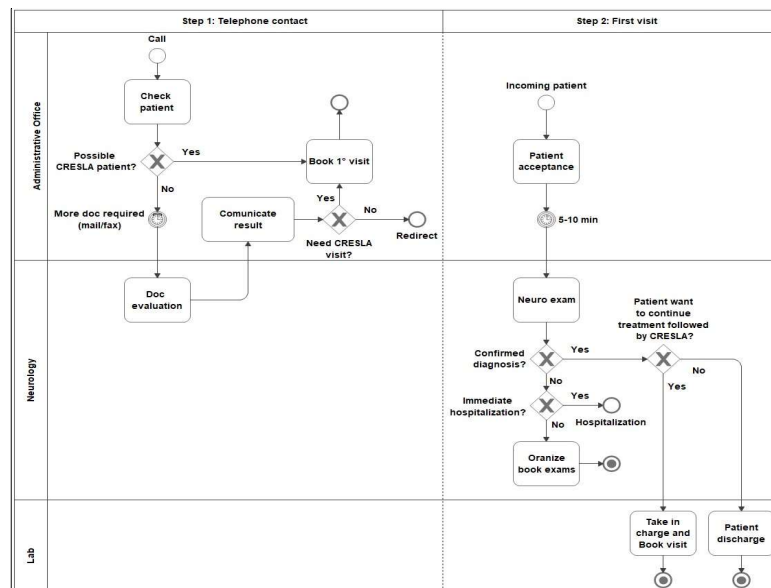 Step 1: Telephone contact
Step 2: First visit
Administrative Office
Call
Check
patient
Possible
CRESLA
patient?
Yes
No
Book 1° visit
More doc required
(mail/fax)
Comunicate
result
Yes
No
Need CRESLA
visit?
Redirect
Incoming patient
Patient
acceptance
5-10 min
Neurology
Doc
evaluation
Neuro exam
Patient want
to continue
treatment followed
by CRESLA?
Confirmed
diagnosis?
Yes
No
No
Yes
Immediate
hospitalization?
Yes
No
Hospitalization
Oranize
book exams
Lab
Take in
charge and
Book visit
Patient
discharge